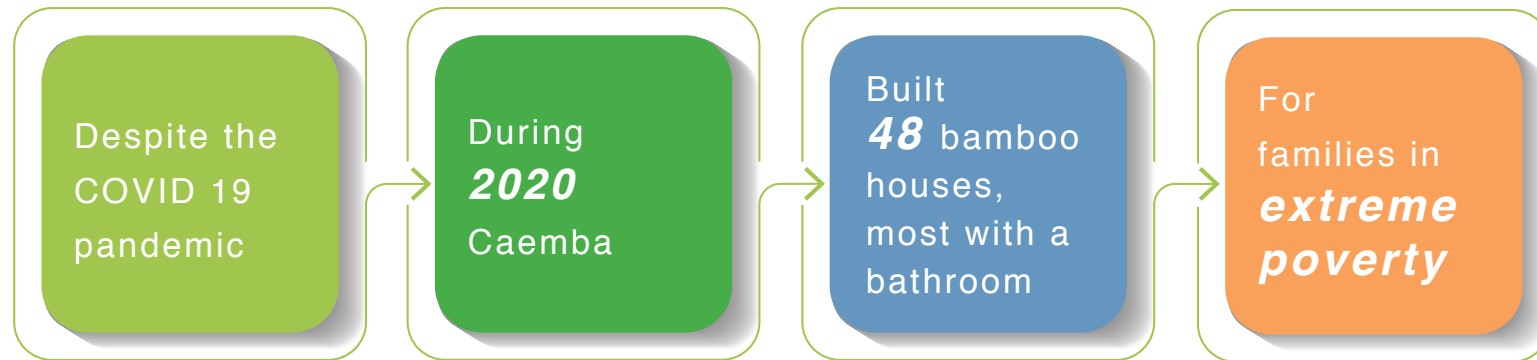 Despite the
COVID 19
pandemic
During
2020
Caemba
Built
48 bamboo
houses,
most with a
bathroom
For
families in
extreme
poverty